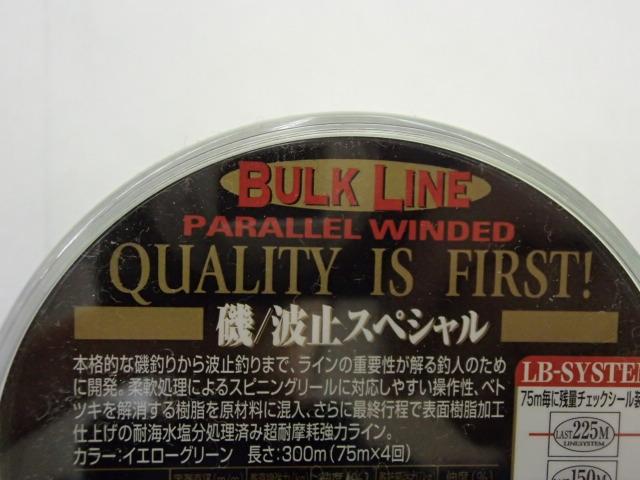 BULK LINE
PARALLEL WINDED
QUALITY IS FIRST!
磯/波止スペシャル
本格的な磯釣りから波止釣りまで、ラインの重要性が解る釣人のため
に開発。柔軟処理によるスピニングリールに対応しやすい操作性、ベト
ツキを解消する樹脂を原材料に混入、さらに最終行程で表面樹脂加工
仕上げの耐海水塩分処理済み超耐摩耗強力ライン。
カラー:イエローグリーン 長さ:300m(75m×4回)
LB-SYSTEM
75m毎に残量チェックシール装
LAST 225M
LINESYSTEM
150M